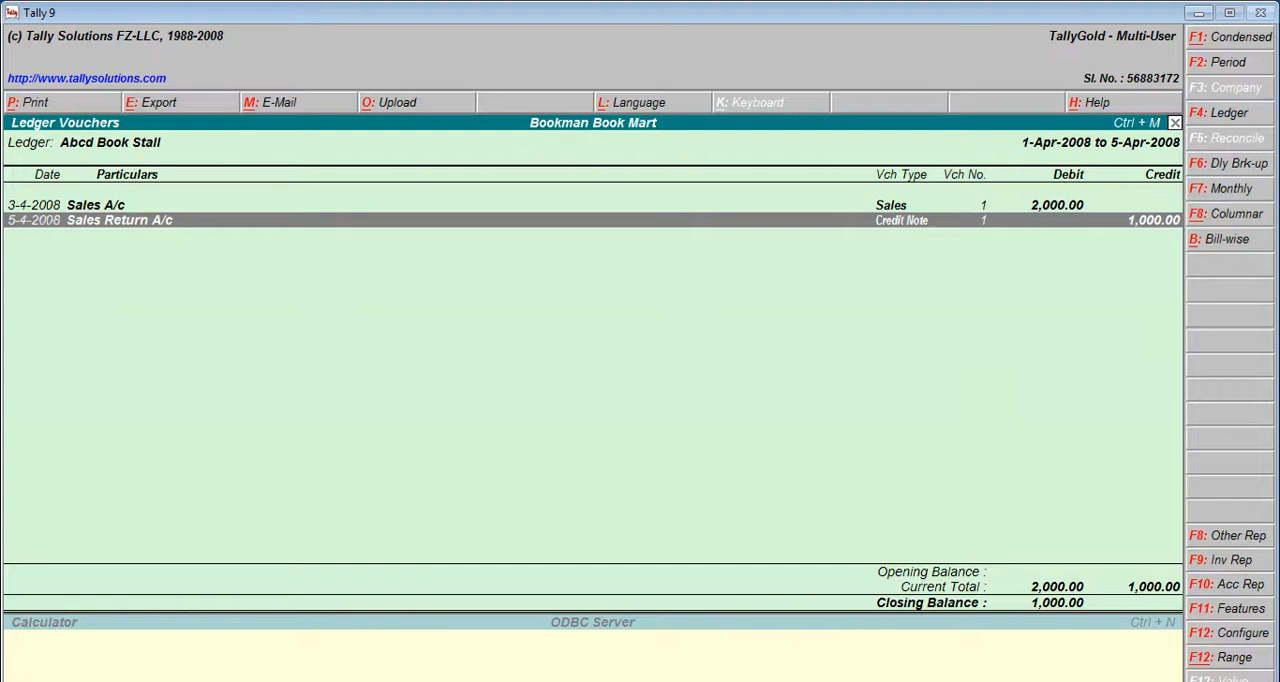 Tally 9
(c) Tally Solutions FZ-LLC, 1988-2008 TallyGold - Multi-User
http://www.tallysolutions.com Sl. No. : 56883172
P: Print E: Export M: E-Mail O: Upload L: Language K: Keyboard H: Help
Ledger Vouchers Bookman Book Mart Ctrl + M
Ledger: Abcd Book Stall 1-Apr-2008 to 5-Apr-2008
Date Particulars Vch Type Vch No. Debit Credit
3-4-2008 Sales A/c Sales 1 2,000.00
5-4-2008 Sales Return A/c Credit Note 1 1,000.00
Opening Balance :
Current Total : 2,000.00 1,000.00
Closing Balance : 1,000.00
Calculator ODBC Server Ctrl + N
F1: Condensed
F2: Period
F3: Company
F4: Ledger
F5: Reconcile
F6: Dly Brk-up
F7: Monthly
F8: Columnar
B: Bill-wise
F8: Other Rep
F9: Inv Rep
F10: Acc Rep
F11: Features
F12: Configure
F12: Range
F12: Value